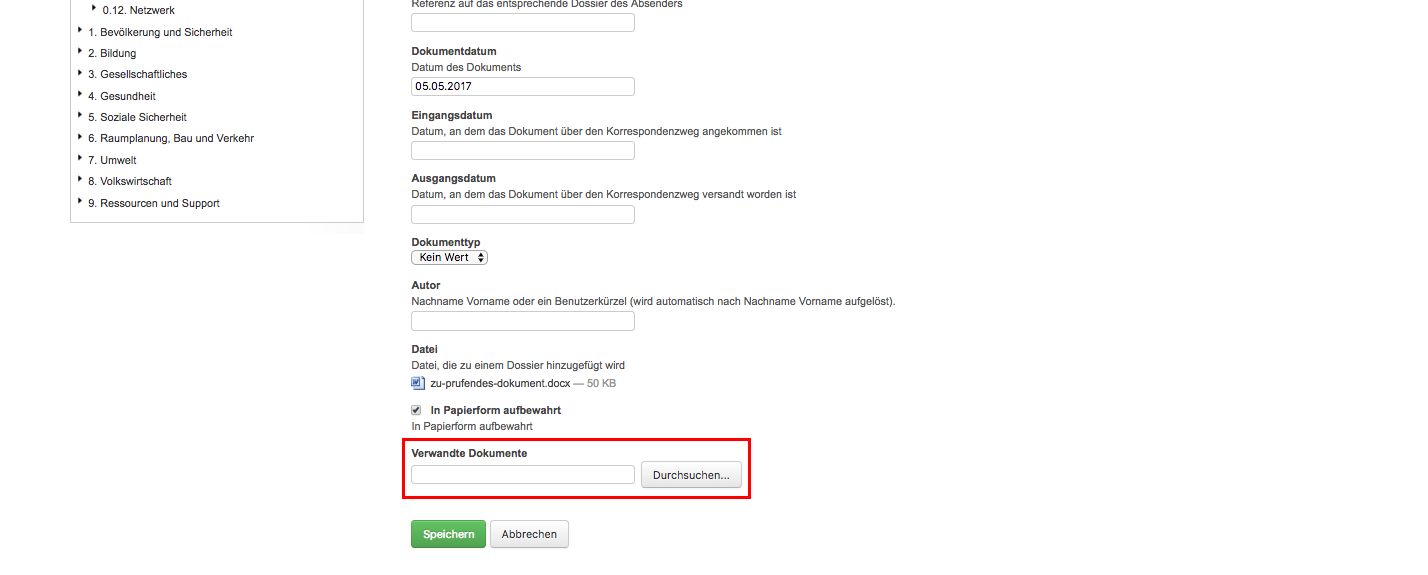 0.12. Netzwerk
1. Bevölkerung und Sicherheit
2. Bildung
3. Gesellschaftliches
4. Gesundheit
5. Soziale Sicherheit
6. Raumplanung, Bau und Verkehr
7. Umwelt
8. Volkswirtschaft
9. Ressourcen und Support
Referenz auf das entsprechende Dossier des Absenders
Dokumentdatum
Datum des Dokuments
05.05.2017
Eingangsdatum
Datum, an dem das Dokument über den Korrespondenzweg angekommen ist
Ausgangsdatum
Datum, an dem das Dokument über den Korrespondenzweg versandt worden ist
Dokumenttyp
Kein Wert
Autor
Nachname Vorname oder ein Benutzerkürzel (wird automatisch nach Nachname Vorname aufgelöst).
Datei
Datei, die zu einem Dossier hinzugefügt wird
zu-prufendes-dokument.docx — 50 KB
In Papierform aufbewahrt
In Papierform aufbewahrt
Verwandte Dokumente
Durchsuchen...
Speichern Abbrechen